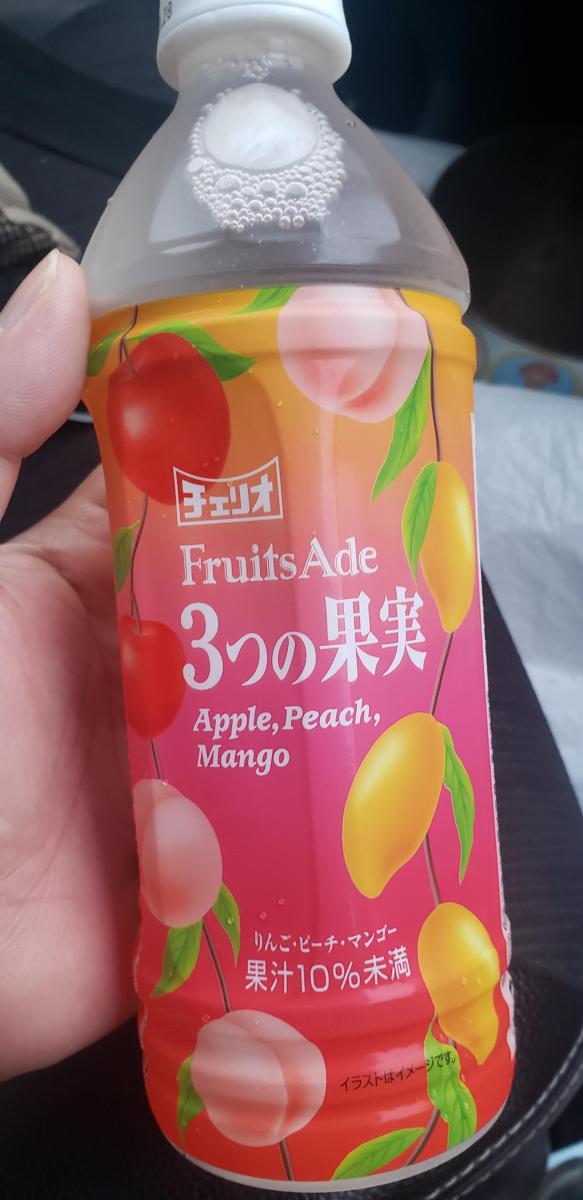 チェリオ
FruitsAde
3つの果実
Apple, Peach,
Mango
りんご・ピーチ・マンゴー
果汁10%未満
イラストはイメージです。